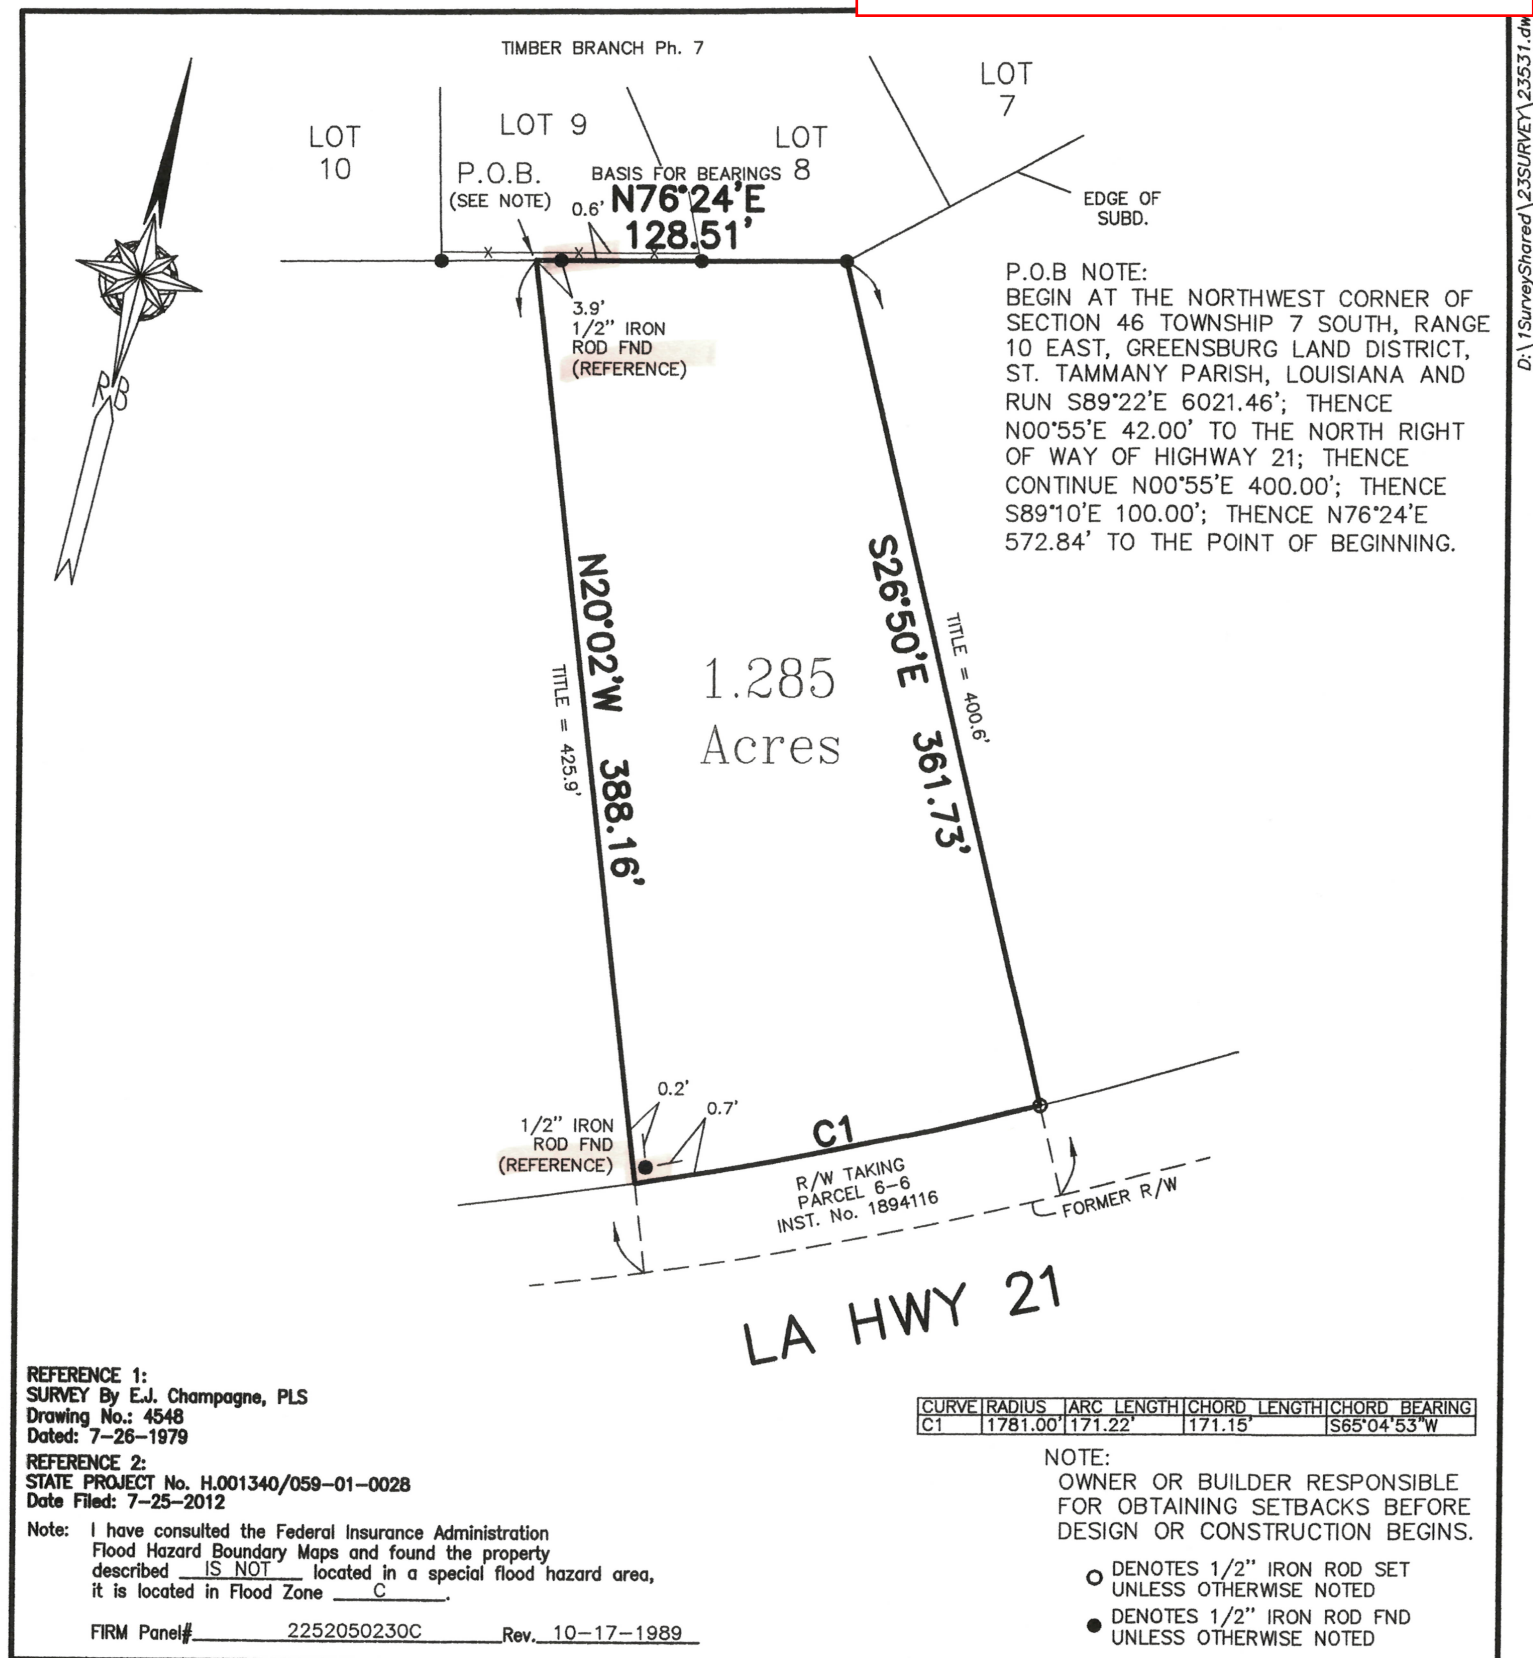 D:\1SurveyShared\23SURVEY\23531.dw
TIMBER BRANCH Ph. 7
LOT
10
LOT 9
LOT
8
LOT
7
P.O.B.
(SEE NOTE)
BASIS FOR BEARINGS
N76°24'E
128.51'
0.6'
EDGE OF
SUBD.
3.9'
1/2" IRON
ROD FND
(REFERENCE)
P.O.B NOTE:
BEGIN AT THE NORTHWEST CORNER OF
SECTION 46 TOWNSHIP 7 SOUTH, RANGE
10 EAST, GREENSBURG LAND DISTRICT,
ST. TAMMANY PARISH, LOUISIANA AND
RUN S89°22'E 6021.46'; THENCE
N00°55'E 42.00' TO THE NORTH RIGHT
OF WAY OF HIGHWAY 21; THENCE
CONTINUE N00°55'E 400.00'; THENCE
S89°10'E 100.00'; THENCE N76°24'E
572.84' TO THE POINT OF BEGINNING.
N20°02'W 388.16'
TITLE = 425.9'
1.285
Acres
S26°50'E 361.73'
TITLE = 400.6'
0.2'
0.7'
1/2" IRON
ROD FND
(REFERENCE)
C1
R/W TAKING
PARCEL 6-6
INST. No. 1894116
FORMER R/W
LA HWY 21
REFERENCE 1:
SURVEY By E.J. Champagne, PLS
Drawing No.: 4548
Dated: 7-26-1979
REFERENCE 2:
STATE PROJECT No. H.001340/059-01-0028
Date Filed: 7-25-2012
Note: I have consulted the Federal Insurance Administration
Flood Hazard Boundary Maps and found the property
described IS NOT located in a special flood hazard area,
it is located in Flood Zone C.
FIRM Panel# 2252050230C Rev. 10-17-1989
CURVE RADIUS ARC LENGTH CHORD LENGTH CHORD BEARING
C1 1781.00' 171.22' 171.15' S65°04'53"W
NOTE:
OWNER OR BUILDER RESPONSIBLE
FOR OBTAINING SETBACKS BEFORE
DESIGN OR CONSTRUCTION BEGINS.
DENOTES 1/2" IRON ROD SET
UNLESS OTHERWISE NOTED
DENOTES 1/2" IRON ROD FND
UNLESS OTHERWISE NOTED